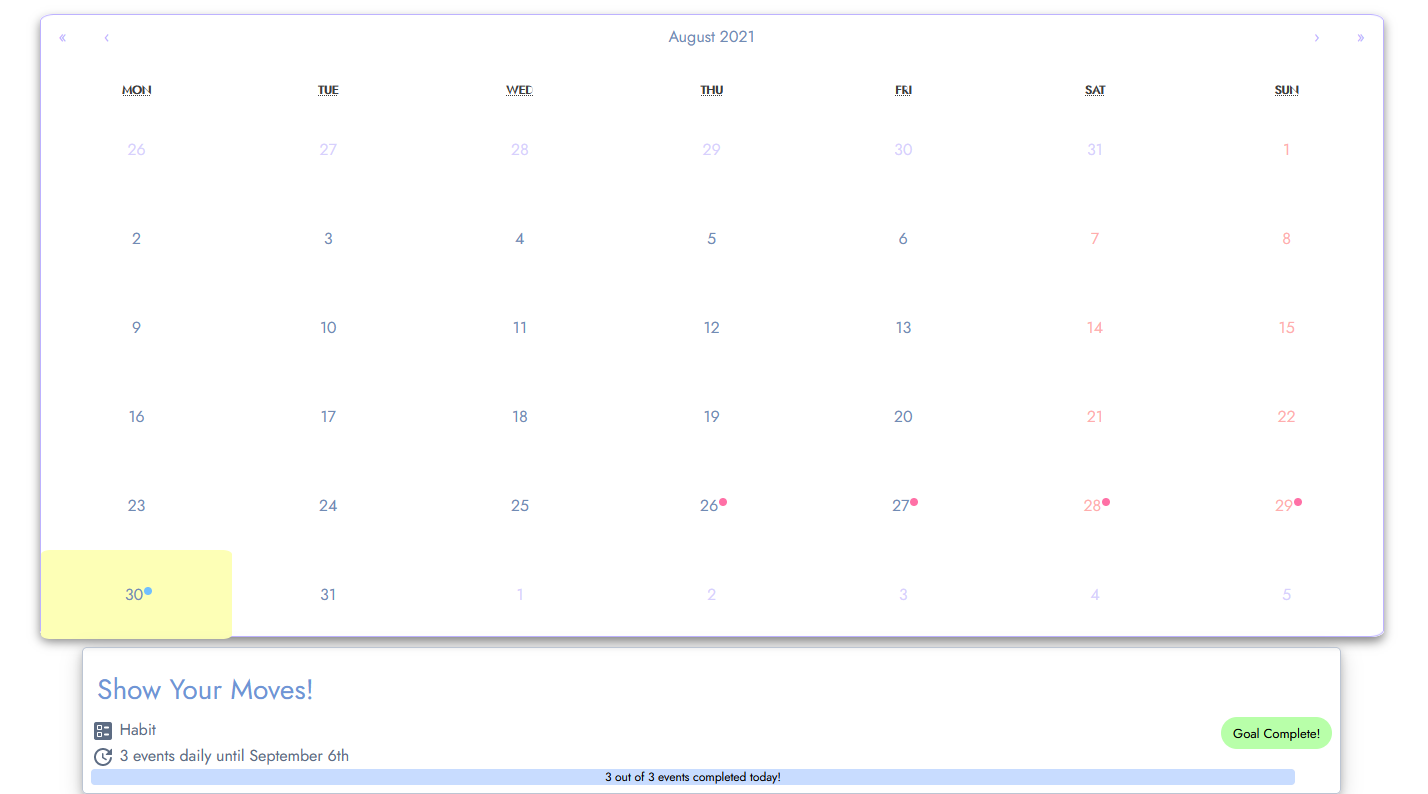 « ‹ August 2021 › »
MON TUE WED THU FRI SAT SUN
26 27 28 29 30 31 1
2 3 4 5 6 7 8
9 10 11 12 13 14 15
16 17 18 19 20 21 22
23 24 25 26 27 28 29
30 31 1 2 3 4 5
Show Your Moves!
Habit
Goal Complete!
3 events daily until September 6th
3 out of 3 events completed today!